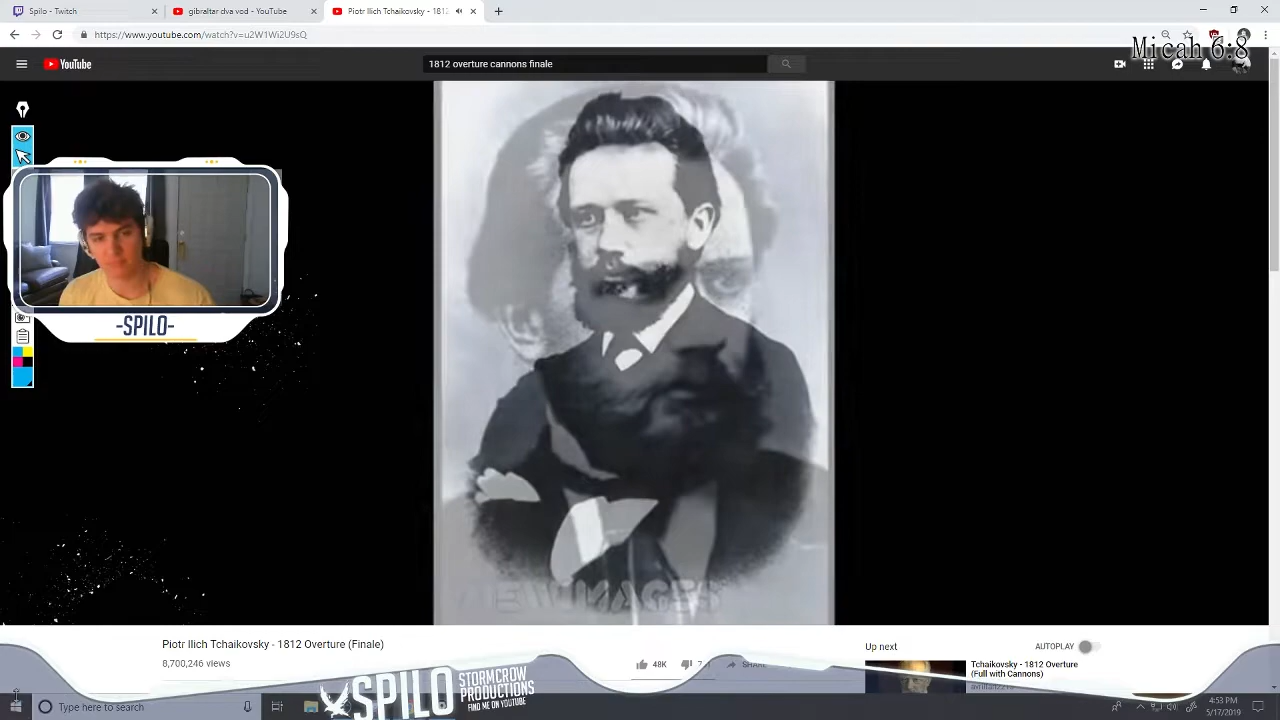 Spilo - Twitch
gibraltar dva vod - YouTube
Piotr Ilich Tchaikovsky - 1812
https://www.youtube.com/watch?v=u2W1Wi2U9sQ
Micah 6:8
YouTube
1812 overture cannons finale
-SPILO-
Piotr Ilich Tchaikovsky - 1812 Overture (Finale)
8,700,246 views
48K
SHARE
Up next
AUTOPLAY
Tchaikovsky - 1812 Overture
(Full with Cannons)
SPILO
STORMCROW
PRODUCTIONS
FIND ME ON YOUTUBE
Type here to search
4:53 PM
5/17/2019